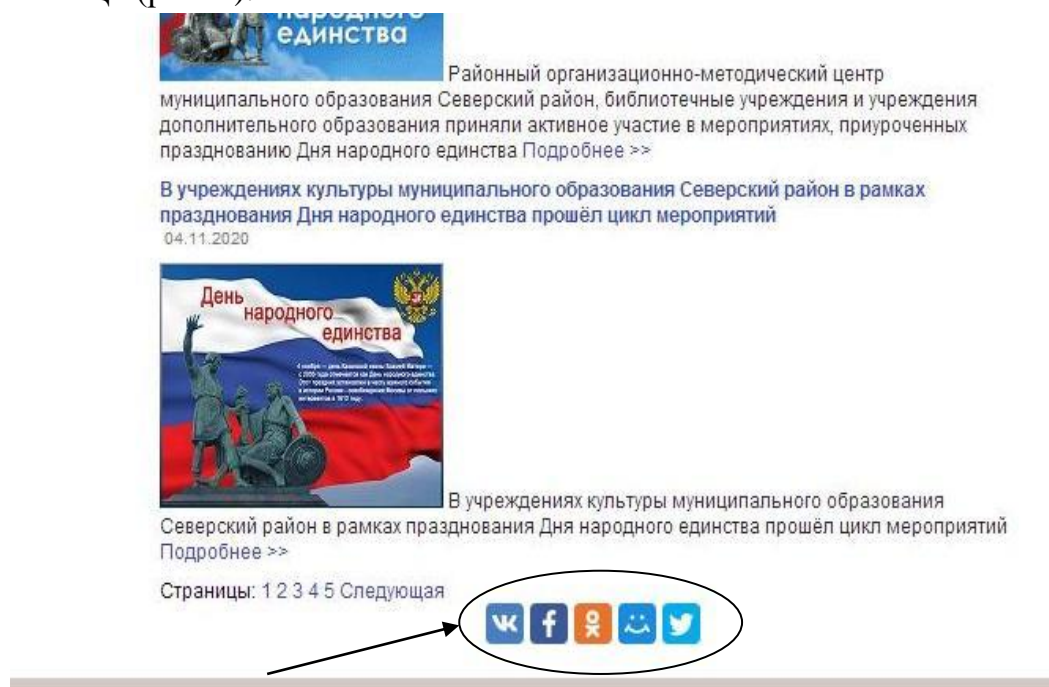 народного
единства
Районный организационно-методический центр
муниципального образования Северский район, библиотечные учреждения и учреждения
дополнительного образования приняли активное участие в мероприятиях, приуроченных
празднованию Дня народного единства Подробнее >>
В учреждениях культуры муниципального образования Северский район в рамках
празднования Дня народного единства прошёл цикл мероприятий
04.11.2020
День
народного
единства
В учреждениях культуры муниципального образования
Северский район в рамках празднования Дня народного единства прошёл цикл мероприятий
Подробнее >>
Страницы: 1 2 3 4 5 Следующая